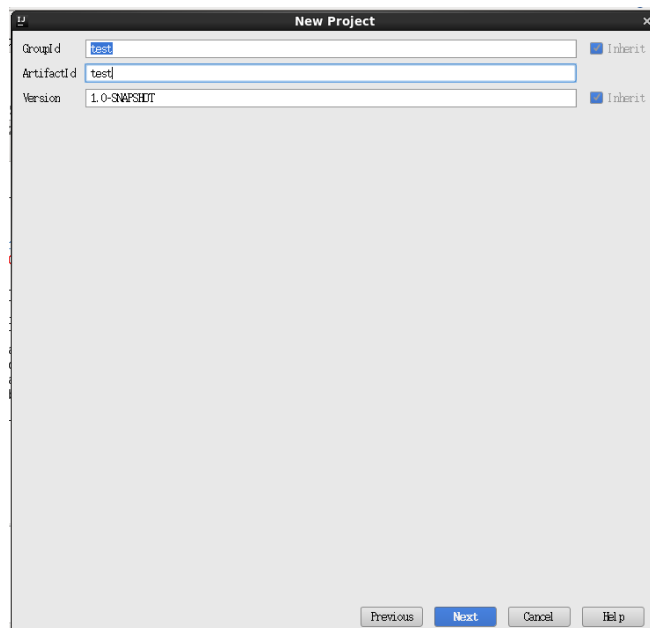 New Project
GroupId test Inherit
ArtifactId test
Version 1.0-SNAPSHOT Inherit
Previous Next Cancel Help